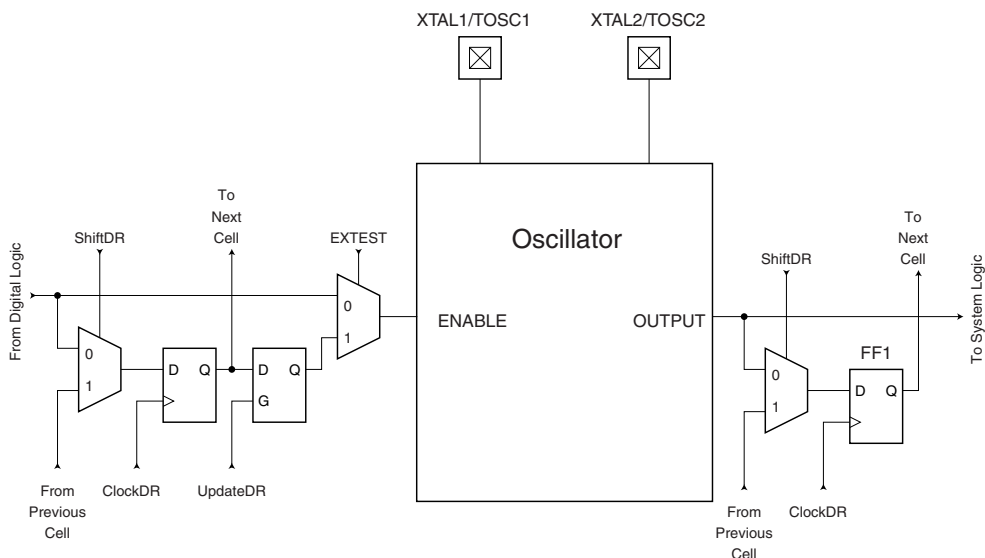 XTAL1/TOSC1
XTAL2/TOSC2
To
Next
Cell
ShiftDR
EXTEST
From Digital Logic
0
1
D Q
D Q
G
0
1
From
Previous
Cell
ClockDR
UpdateDR
Oscillator
ENABLE
OUTPUT
To
Next
Cell
ShiftDR
To System Logic
FF1
0
1
D Q
From
Previous
Cell
ClockDR